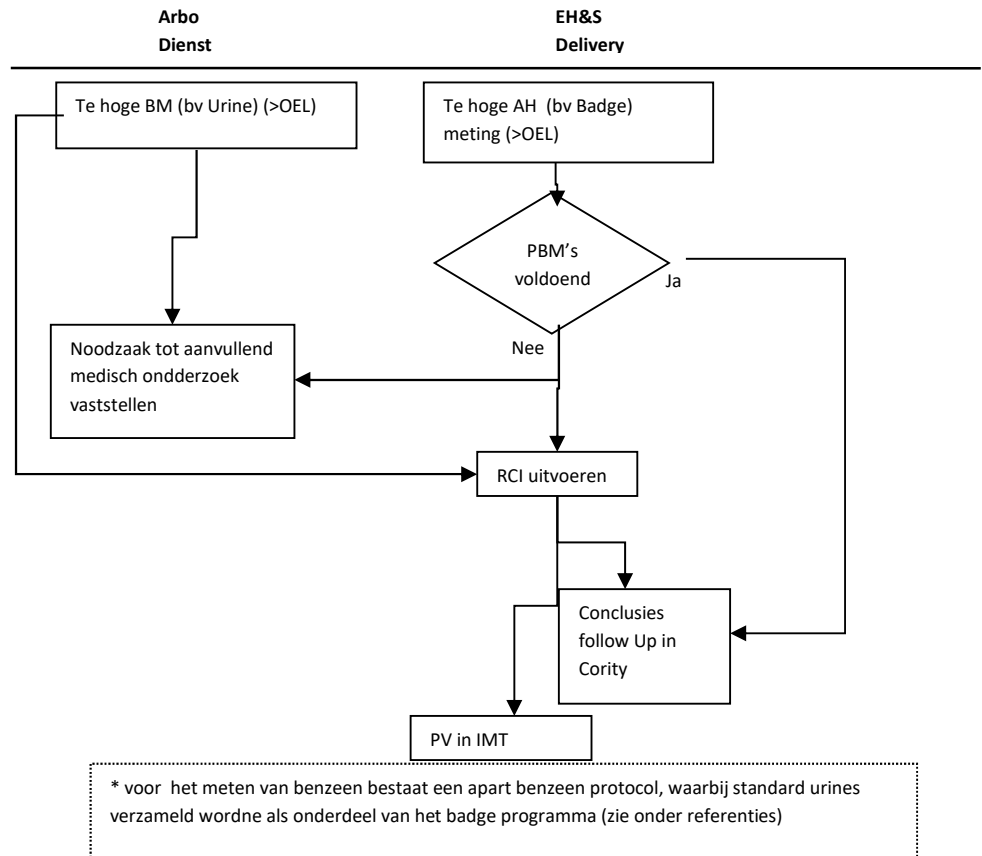 Arbo
Dienst
EH&S
Delivery
Te hoge BM (bv Urine) (>OEL)
Te hoge AH (bv Badge)
meting (>OEL)
PBM's
voldoend
Ja
Nee
Noodzaak tot aanvullend
medisch ondderzoek
vaststellen
RCI uitvoeren
Conclusies
follow Up in
Cority
PV in IMT
* voor het meten van benzeen bestaat een apart benzeen protocol, waarbij standard urines
verzameld wordne als onderdeel van het badge programma (zie onder referenties)